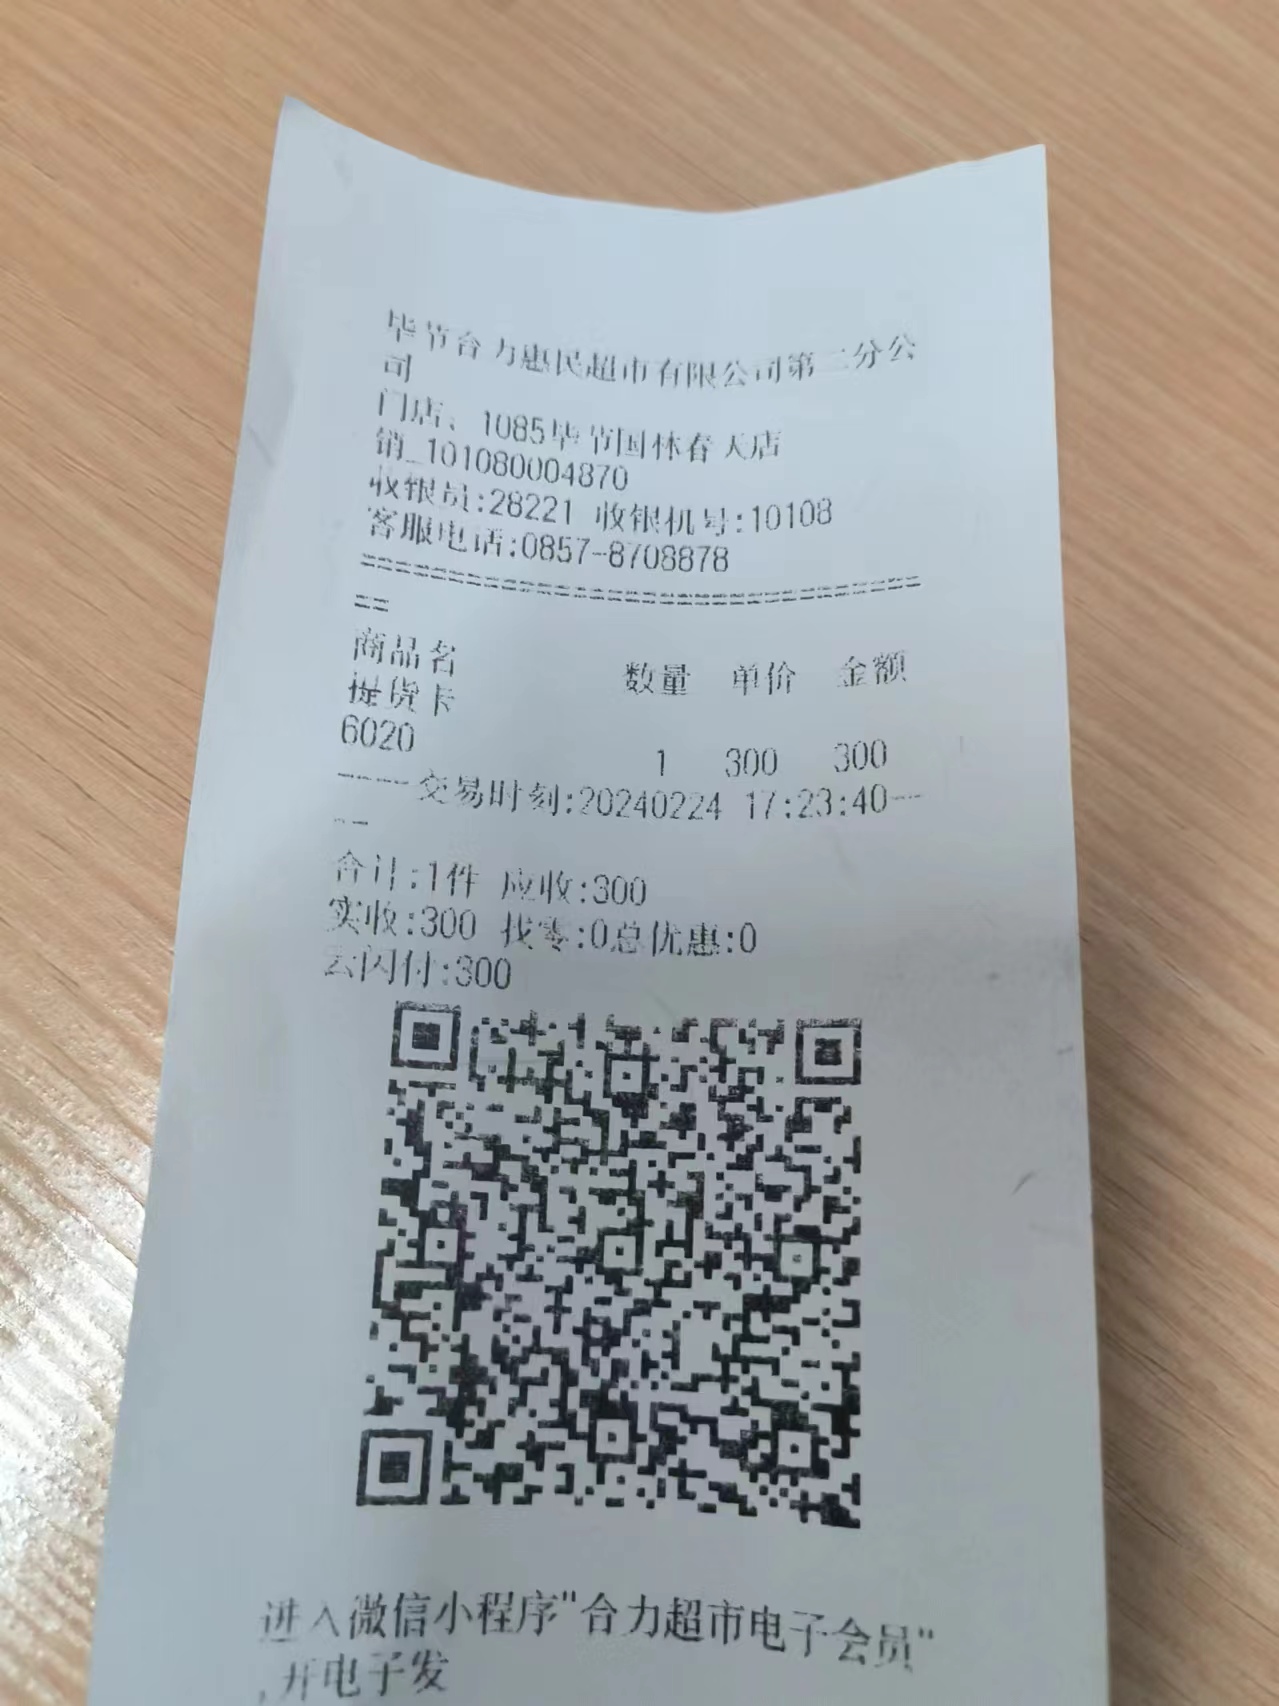 毕节合力惠民超市有限公司第二分公
司
门店、1085毕节国林春天店
销_101080004870
收银员:28221 收银机号:10108
客服电话:0857-8708878
==================================
==
商品名 数量 单价 金额
提货卡
6020 1 300 300
----交易时刻:20240224 17:23:40--
--
合计:1件 应收:300
实收:300 找零:0总优惠:0
云闪付:300
进入微信小程序"合力超市电子会员"
,开电子发